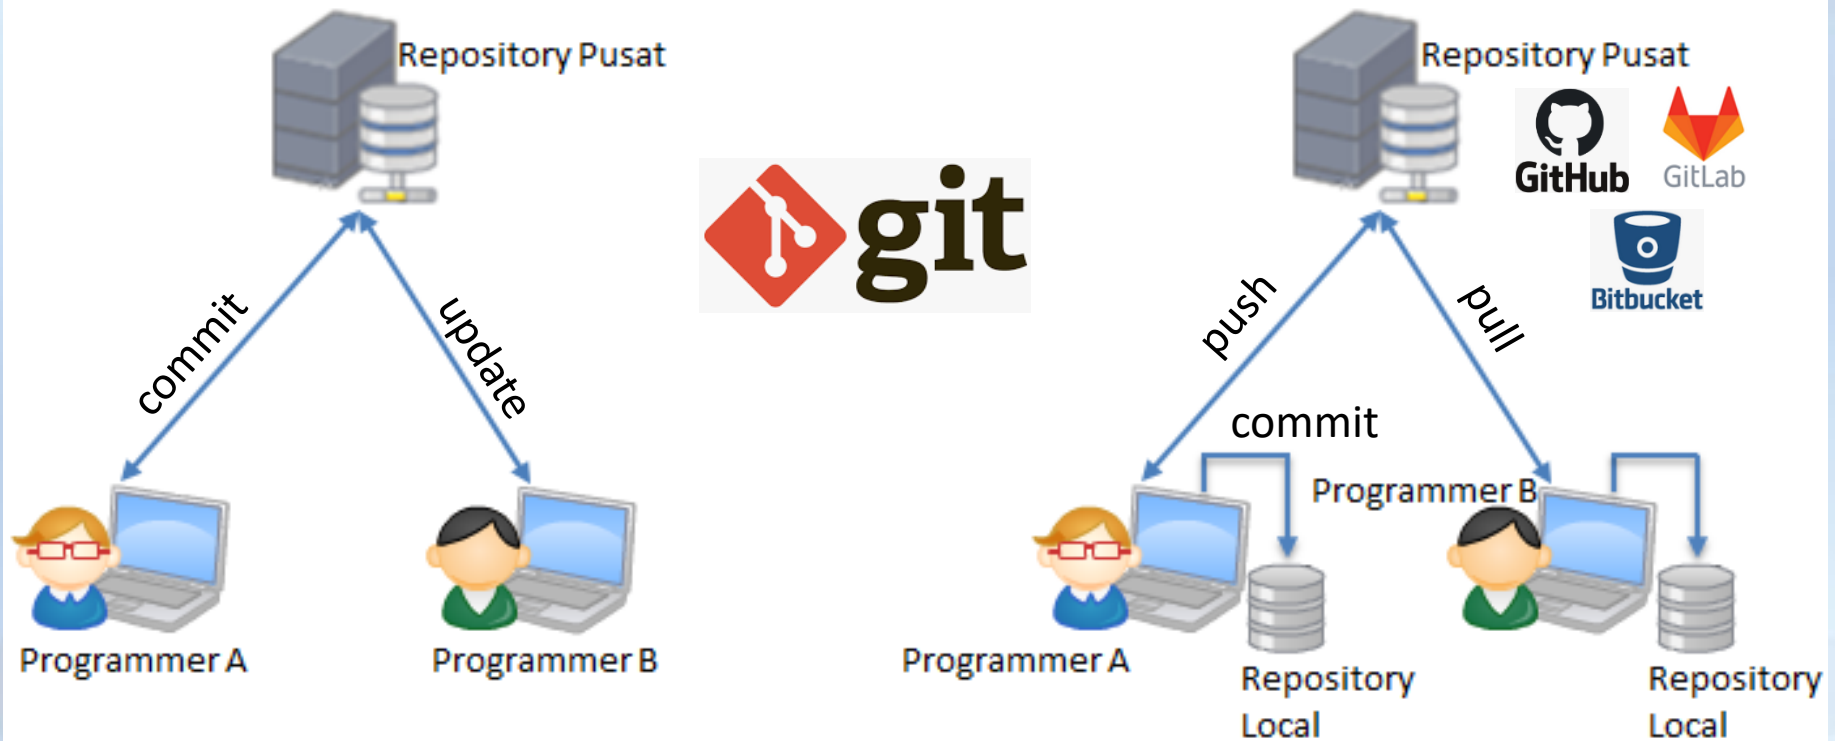 Repository Pusat
commit
update
Programmer A
Programmer B
git
Repository Pusat
GitHub
GitLab
Bitbucket
push
pull
commit
Programmer B
Programmer A
Repository
Local
Repository
Local